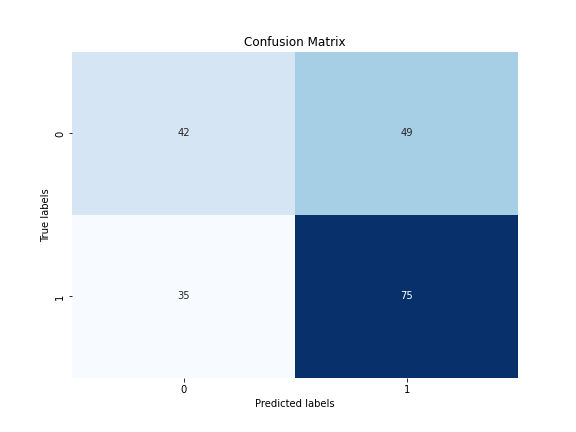 Confusion Matrix
True labels
0
42
49
1
35
75
0
1
Predicted labels